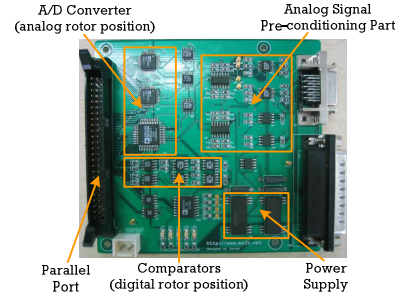 A/D Converter
(analog rotor position)
Analog Signal
Pre-conditioning Part
Parallel
Port
Comparators
(digital rotor position)
Power
Supply